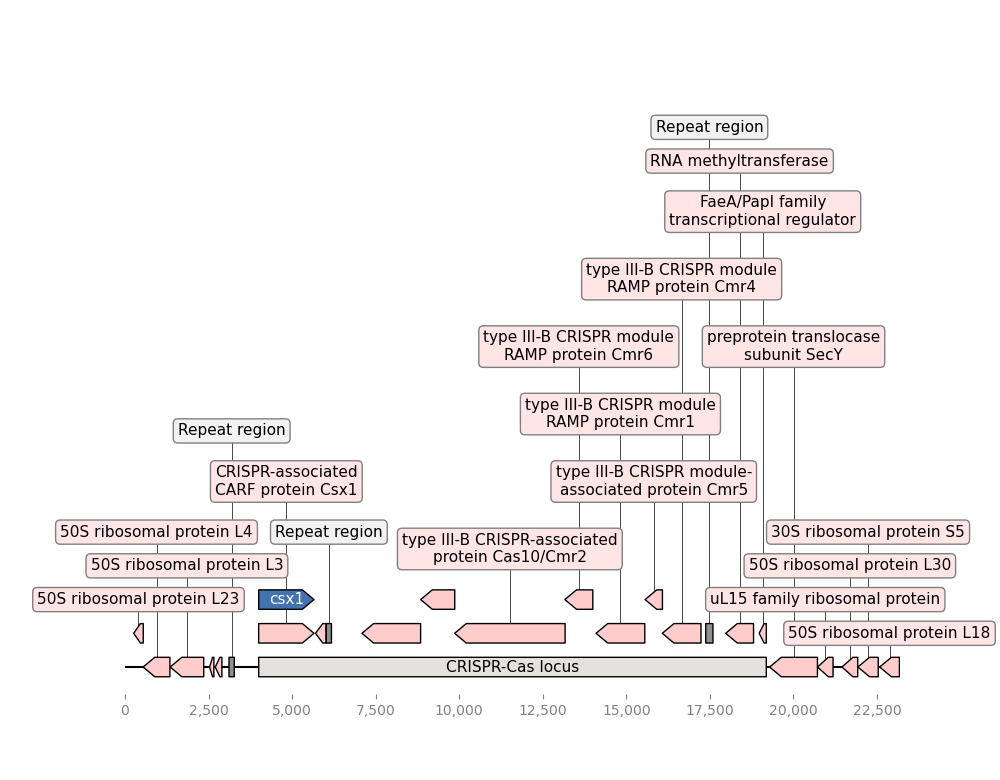 Repeat region
RNA methyltransferase
FaeA/PapI family
transcriptional regulator
type III-B CRISPR module
RAMP protein Cmr4
type III-B CRISPR module
RAMP protein Cmr6
preprotein translocase
subunit SecY
type III-B CRISPR module
RAMP protein Cmr1
Repeat region
CRISPR-associated
CARF protein Csx1
type III-B CRISPR module-
associated protein Cmr5
50S ribosomal protein L4
Repeat region
type III-B CRISPR-associated
protein Cas10/Cmr2
30S ribosomal protein S5
50S ribosomal protein L3
50S ribosomal protein L30
50S ribosomal protein L23
csx1
uL15 family ribosomal protein
50S ribosomal protein L18
CRISPR-Cas locus
0
2,500
5,000
7,500
10,000
12,500
15,000
17,500
20,000
22,500